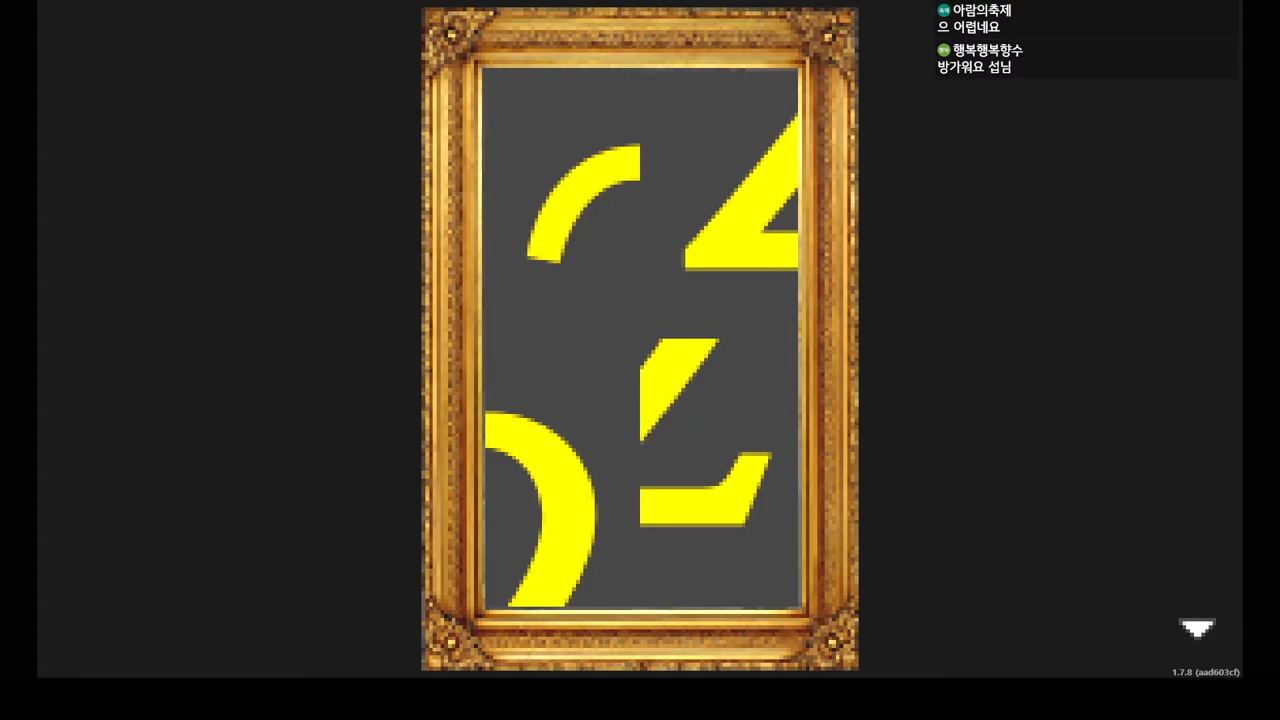 아람의축제
으 어렵네요
행복행복향수
방가워요 섭님
1.7.8 (aad603cf)